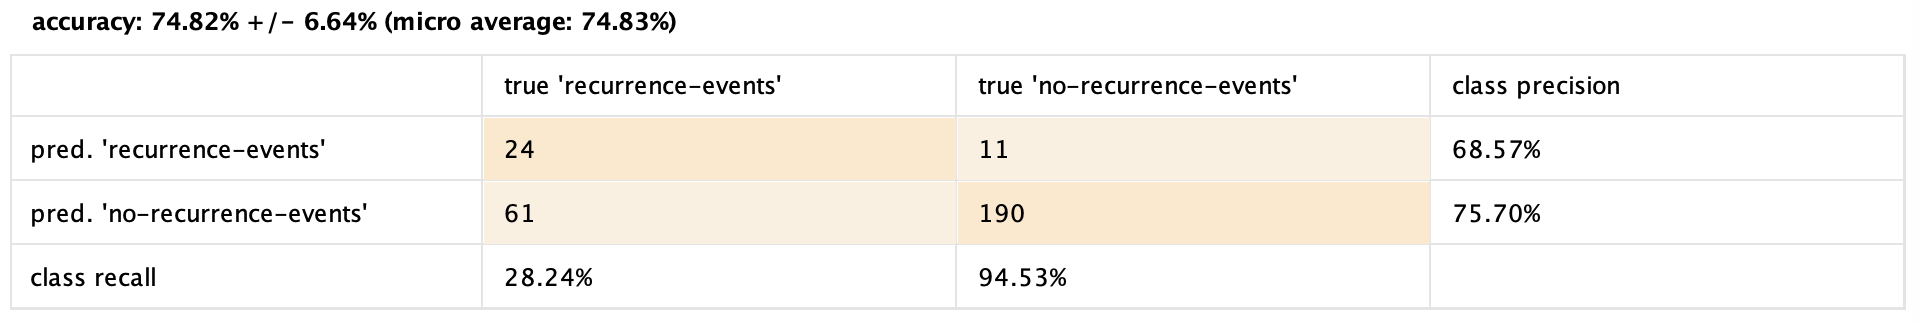 accuracy: 74.82% +/- 6.64% (micro average: 74.83%)
true 'recurrence-events' true 'no-recurrence-events' class precision
pred. 'recurrence-events' 24 11 68.57%
pred. 'no-recurrence-events' 61 190 75.70%
class recall 28.24% 94.53%